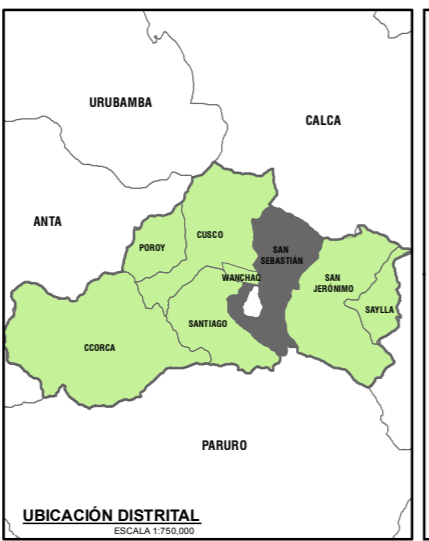 URUBAMBA
CALCA
ANTA
CUSCO
POROY
SAN
SEBASTIÁN
WANCHAQ
SAN
JERÓNIMO
SAYLLA
SANTIAGO
CCORCA
PARURO
UBICACIÓN DISTRITAL
ESCALA 1:750,000